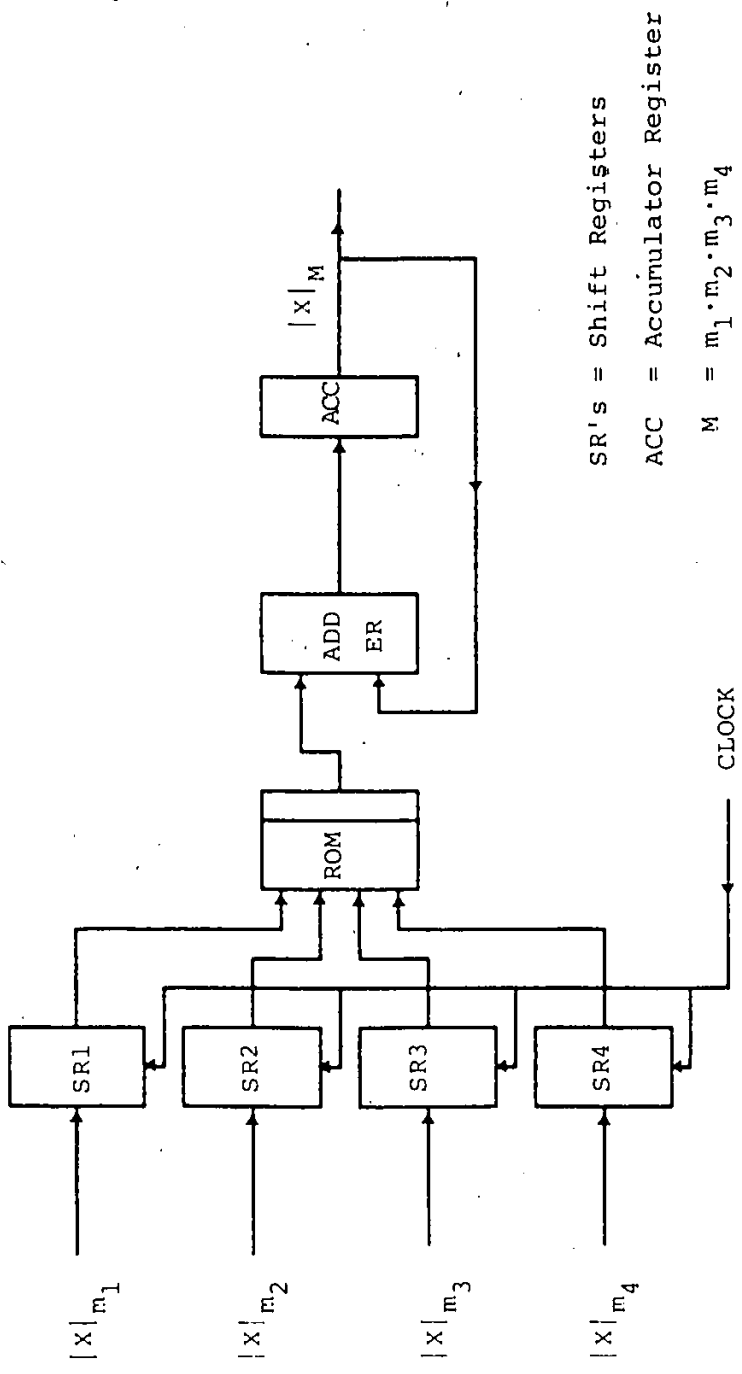 |X|m₁
|X|m₂
|X|m₃
|X|m₄
SR1
SR2
SR3
SR4
CLOCK
ROM
ADD
ER
ACC
|X|M
SR's = Shift Registers
ACC = Accumulator Register
M = m₁·m₂·m₃·m₄